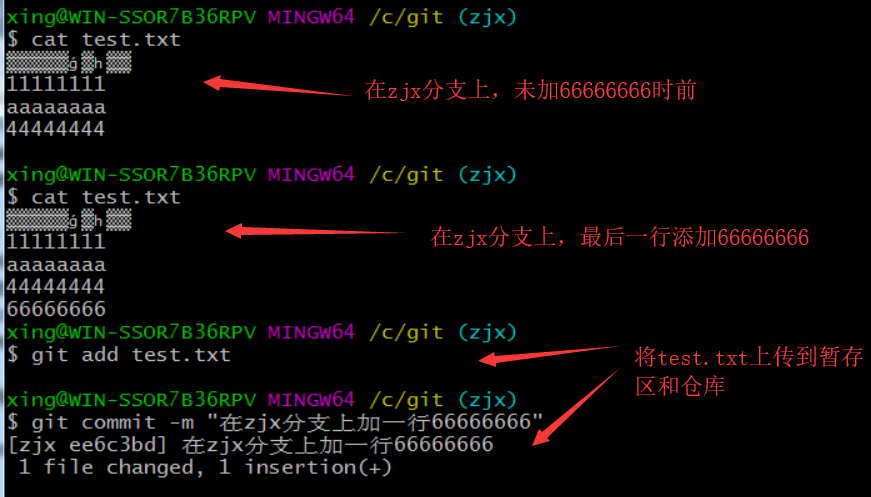 xing@WIN-SSOR7B36RPV MINGW64 /c/git (zjx)
$ cat test.txt
11111111
aaaaaaaa
44444444
在zjx分支上，未加66666666时前
xing@WIN-SSOR7B36RPV MINGW64 /c/git (zjx)
$ cat test.txt
11111111
aaaaaaaa
44444444
66666666
在zjx分支上，最后一行添加66666666
xing@WIN-SSOR7B36RPV MINGW64 /c/git (zjx)
$ git add test.txt
将test.txt上传到暂存
区和仓库
xing@WIN-SSOR7B36RPV MINGW64 /c/git (zjx)
$ git commit -m "在zjx分支上加一行66666666"
[zjx ee6c3bd] 在zjx分支上加一行66666666
1 file changed, 1 insertion(+)